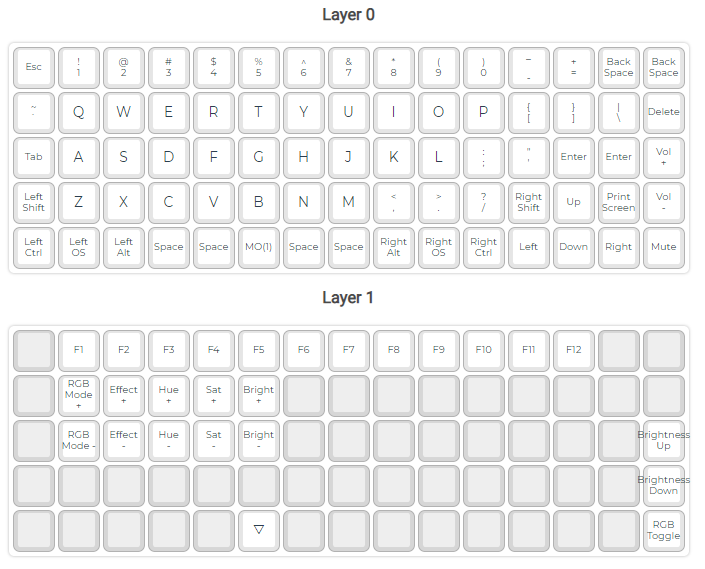 Layer 0
Esc ! 1 @ 2 # 3 $ 4 % 5 ^ 6 & 7 * 8 ( 9 ) 0 _ - + = Back Space Back Space
~ ` Q W E R T Y U I O P { [ } ] | \ Delete
Tab A S D F G H J K L : ; " ' Enter Enter Vol +
Left Shift Z X C V B N M < , > . ? / Right Shift Up Print Screen Vol -
Left Ctrl Left OS Left Alt Space Space MO(1) Space Space Right Alt Right OS Right Ctrl Left Down Right Mute
Layer 1
F1 F2 F3 F4 F5 F6 F7 F8 F9 F10 F11 F12
RGB Mode + Effect + Hue + Sat + Bright +
RGB Mode - Effect - Hue - Sat - Bright - Brightness Up
Brightness Down
▽ RGB Toggle